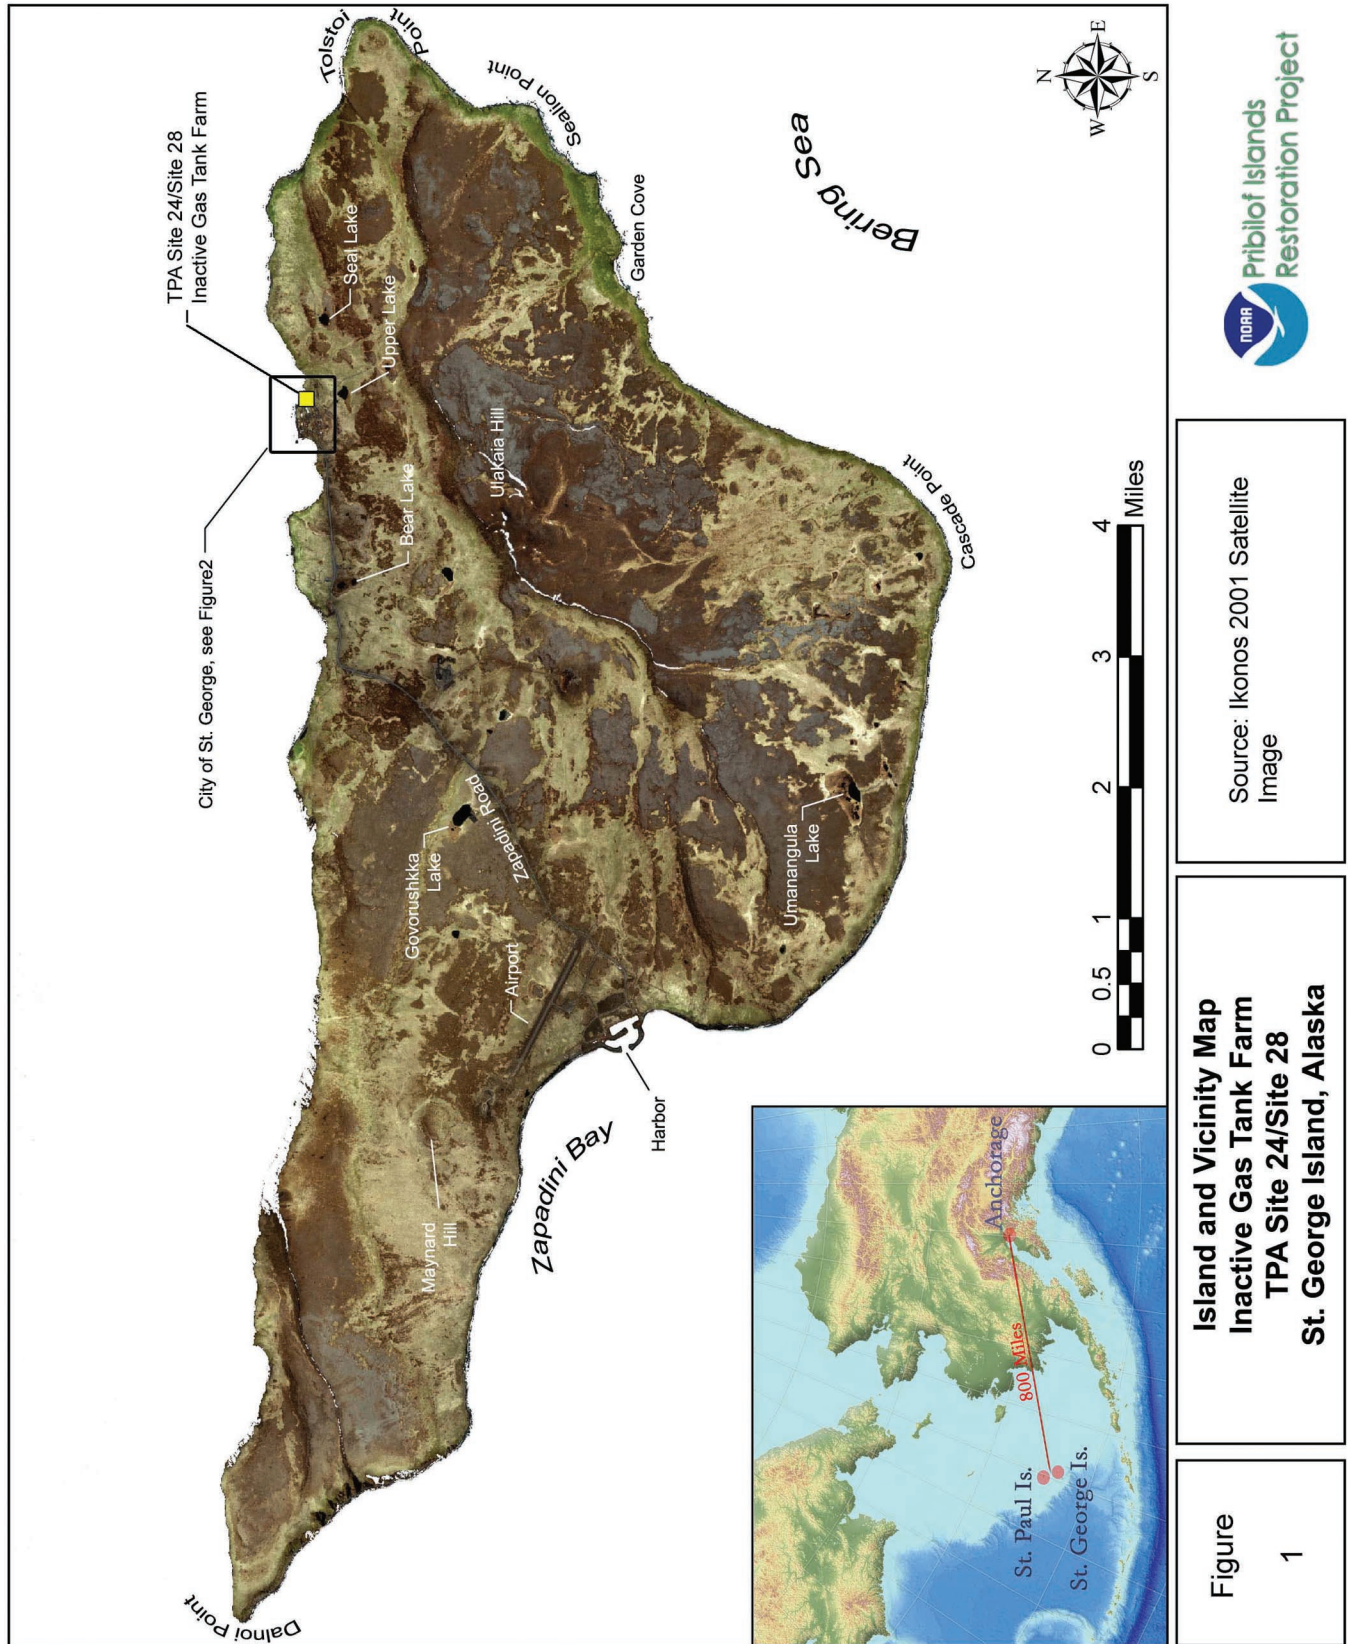 Tolstoi
Point
Sealion Point
TPA Site 24/Site 28
Inactive Gas Tank Farm
Seal Lake
Upper Lake
City of St. George, see Figure2
Bear Lake
Ulakaia Hill
Garden Cove
Bering Sea
N
E
S
W
Cascade Point
Govorushkka
Lake
Zapadini Road
Airport
Umanangula
Lake
Harbor
Zapadini Bay
Maynard
Hill
Dalnoi Point
0 0.5 1 2 3 4
Miles
Anchorage
800 Miles
St. Paul Is.
St. George Is.
Figure
1
Island and Vicinity Map
Inactive Gas Tank Farm
TPA Site 24/Site 28
St. George Island, Alaska
Source: Ikonos 2001 Satellite
Image
NOAA
Pribilof Islands
Restoration Project